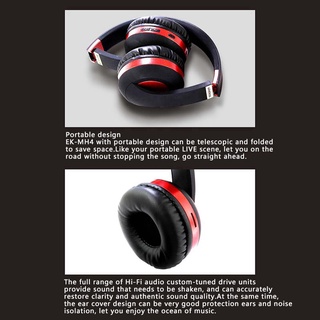 Portable design
EK-MH4 with portable design can be telescopic and folded
to save space.Like your portable LIVE scene, let you on the
road without stopping the song, go straight ahead.
The full range of Hi-Fi audio custom-tuned drive units
provide sound that needs to be shaken, and can accurately
restore clarity and authentic sound quality.At the same time,
the ear cover design can be very good protection ears and noise
isolation, let you enjoy the ocean of music.